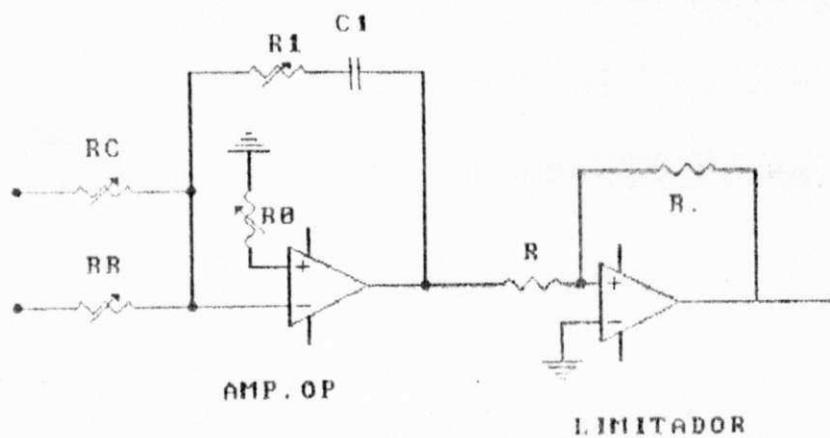 C1
R1
RC
R0
R.
RR
R
+
−
+
−
AMP.OP
LIMITADOR